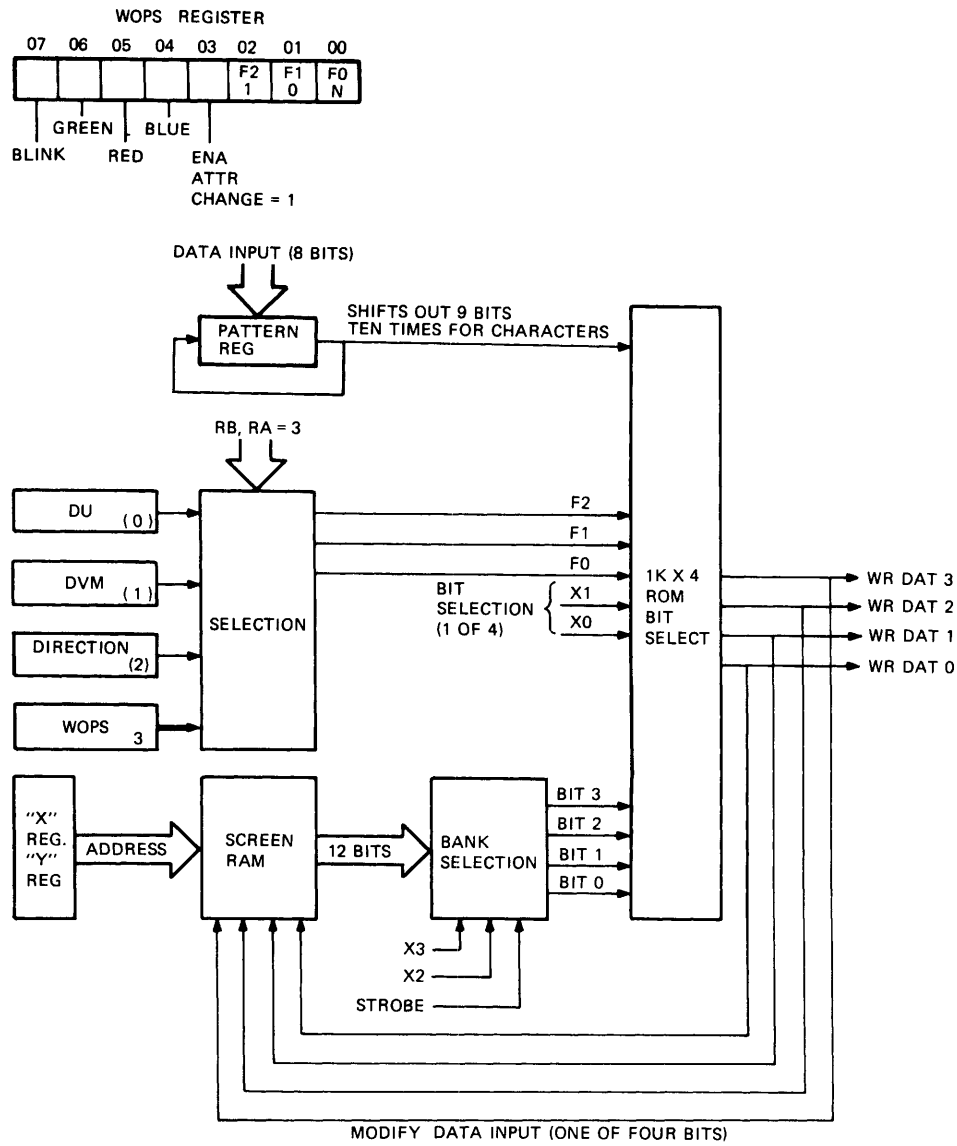 WOPS REGISTER
07 06 05 04 03 02 01 00
F2 F1 F0
1 0 N
GREEN BLUE
BLINK RED ENA
ATTR
CHANGE = 1
DATA INPUT (8 BITS)
PATTERN
REG
SHIFTS OUT 9 BITS
TEN TIMES FOR CHARACTERS
RB, RA = 3
DU (0)
DVM (1)
DIRECTION (2)
WOPS 3
SELECTION
F2
F1
F0
BIT
SELECTION
(1 OF 4)
X1
X0
1K X 4
ROM
BIT
SELECT
WR DAT 3
WR DAT 2
WR DAT 1
WR DAT 0
"X"
REG.
"Y"
REG
ADDRESS
SCREEN
RAM
12 BITS
BANK
SELECTION
BIT 3
BIT 2
BIT 1
BIT 0
X3
X2
STROBE
MODIFY DATA INPUT (ONE OF FOUR BITS)